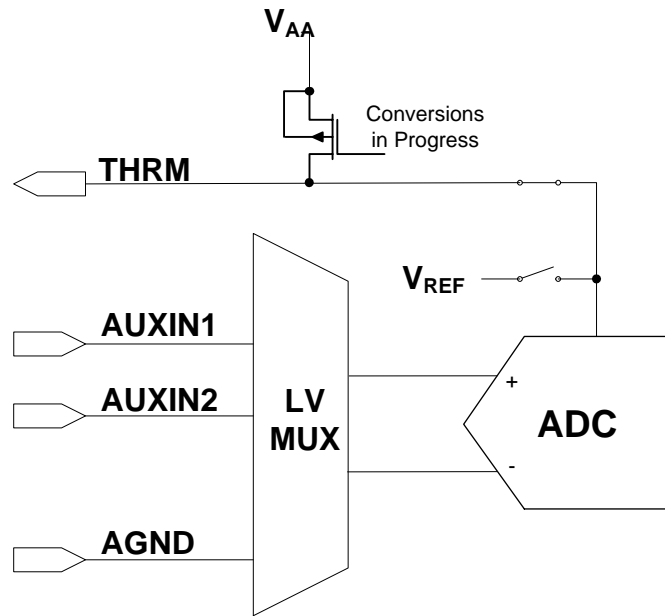 VAA
Conversions
in Progress
THRM
VREF
AUXIN1
AUXIN2
LV
MUX
+
ADC
-
AGND